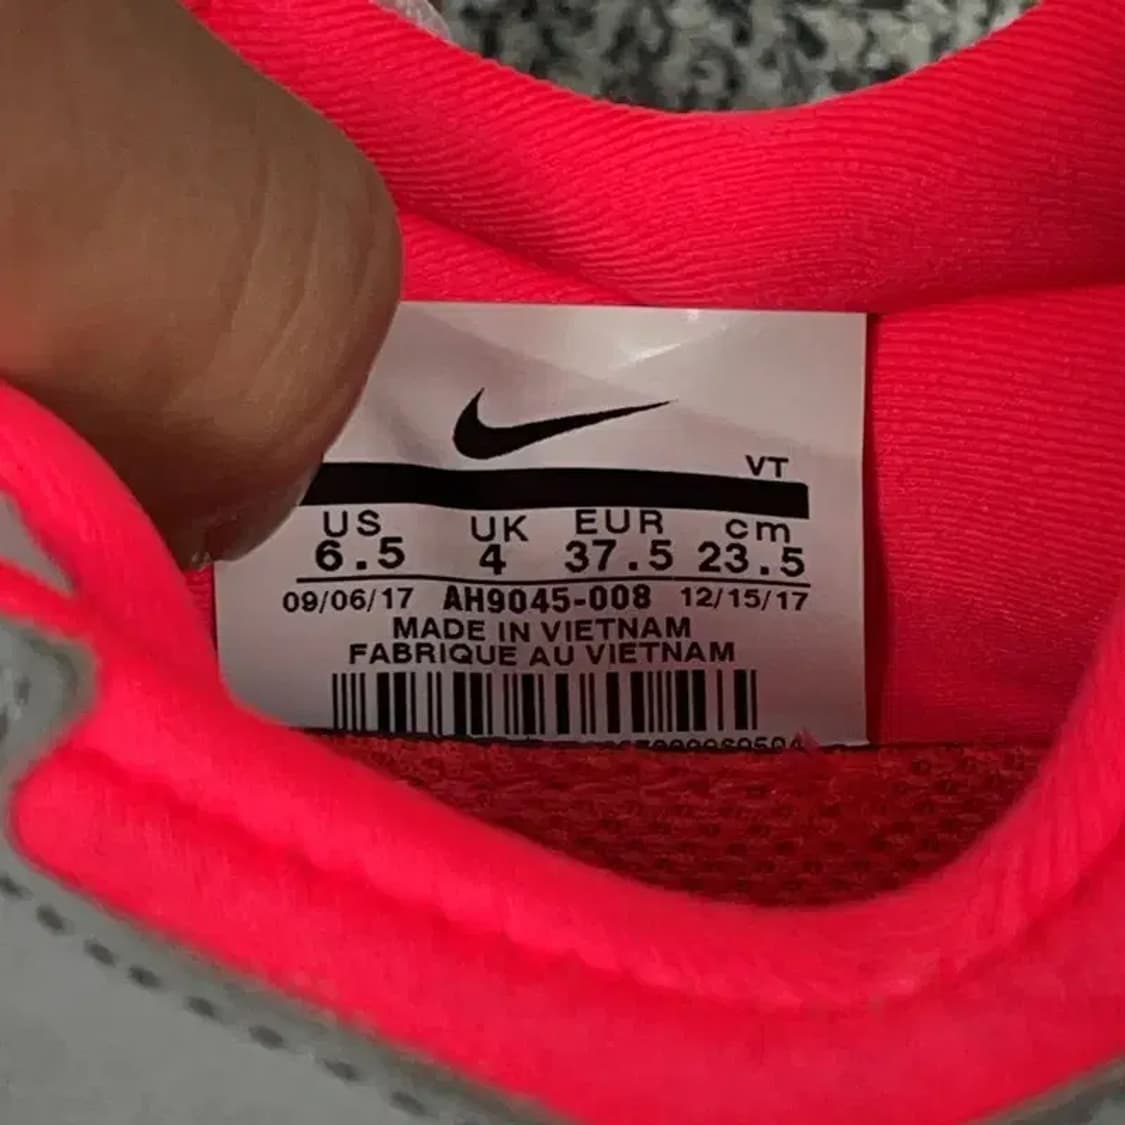 VT
US UK EUR cm
6.5 4 37.5 23.5
09/06/17 AH9045-008 12/15/17
MADE IN VIETNAM
FABRIQUE AU VIETNAM